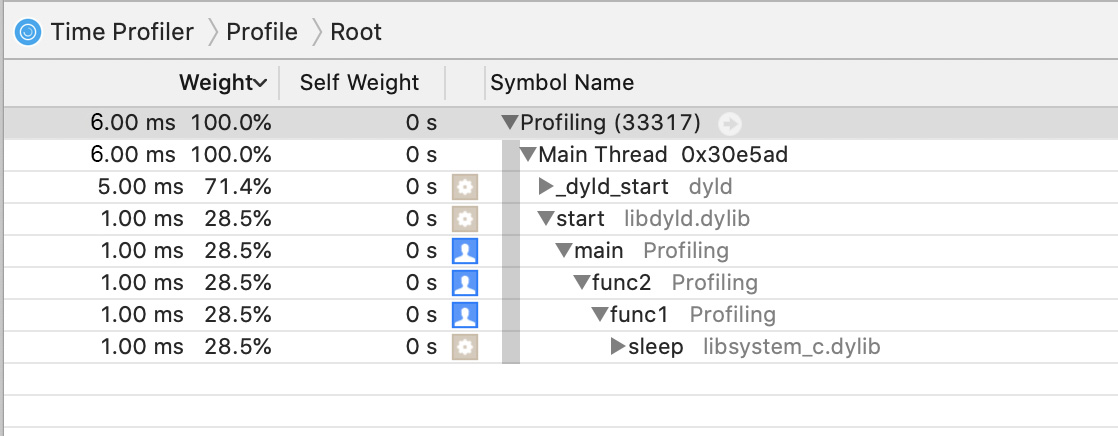 Time Profiler Profile Root
Weight Self Weight Symbol Name
6.00 ms 100.0% 0 s Profiling (33317)
6.00 ms 100.0% 0 s Main Thread 0x30e5ad
5.00 ms 71.4% 0 s _dyld_start dyld
1.00 ms 28.5% 0 s start libdyld.dylib
1.00 ms 28.5% 0 s main Profiling
1.00 ms 28.5% 0 s func2 Profiling
1.00 ms 28.5% 0 s func1 Profiling
1.00 ms 28.5% 0 s sleep libsystem_c.dylib